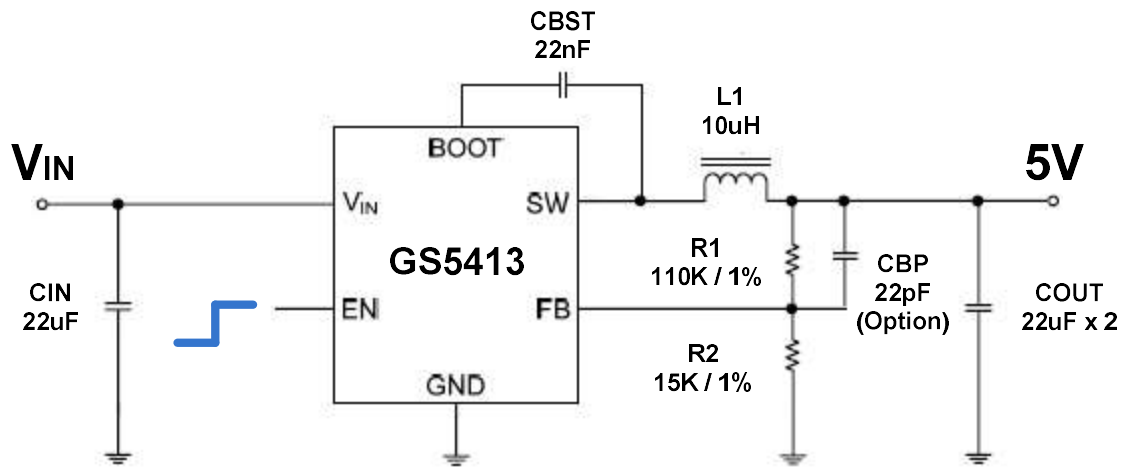 CBST
22nF
L1
10uH
BOOT
VIN
5V
VIN
SW
GS5413
R1
110K / 1%
CBP
22pF
(Option)
CIN
22uF
EN
FB
COUT
22uF x 2
R2
15K / 1%
GND